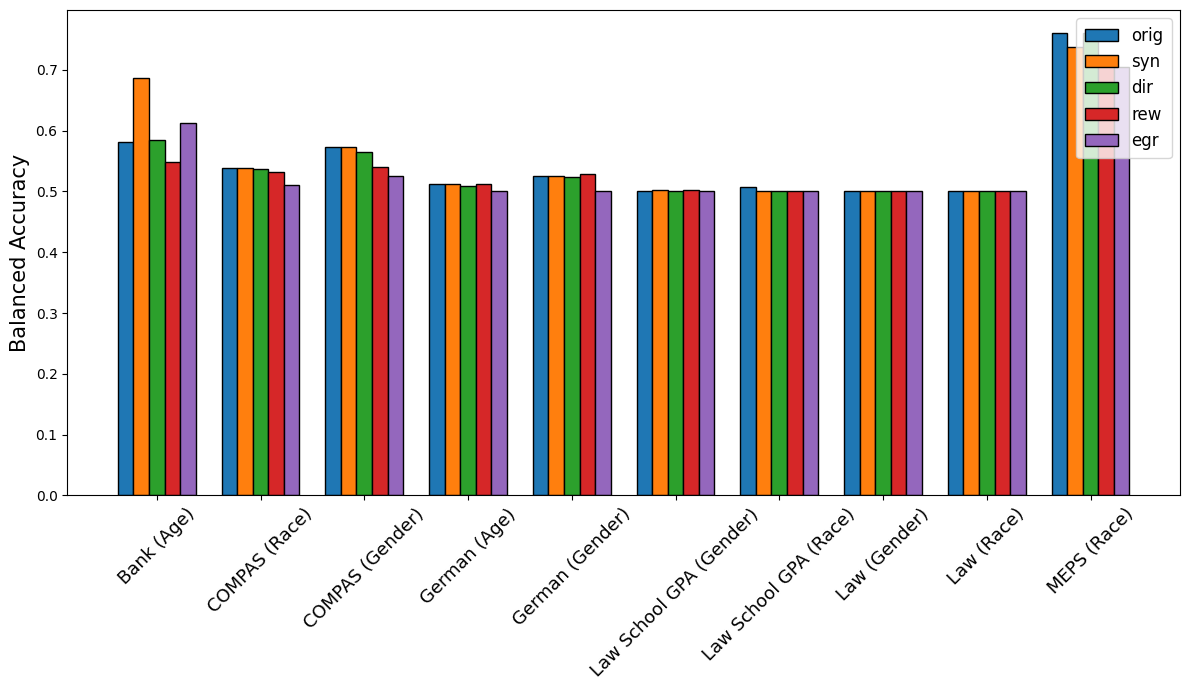 Balanced Accuracy
0.7
0.6
0.5
0.4
0.3
0.2
0.1
0.0
orig
syn
dir
rew
egr
Bank (Age)
COMPAS (Race)
COMPAS (Gender)
German (Age)
German (Gender)
Law School GPA (Gender)
Law School GPA (Race)
Law (Gender)
Law (Race)
MEPS (Race)